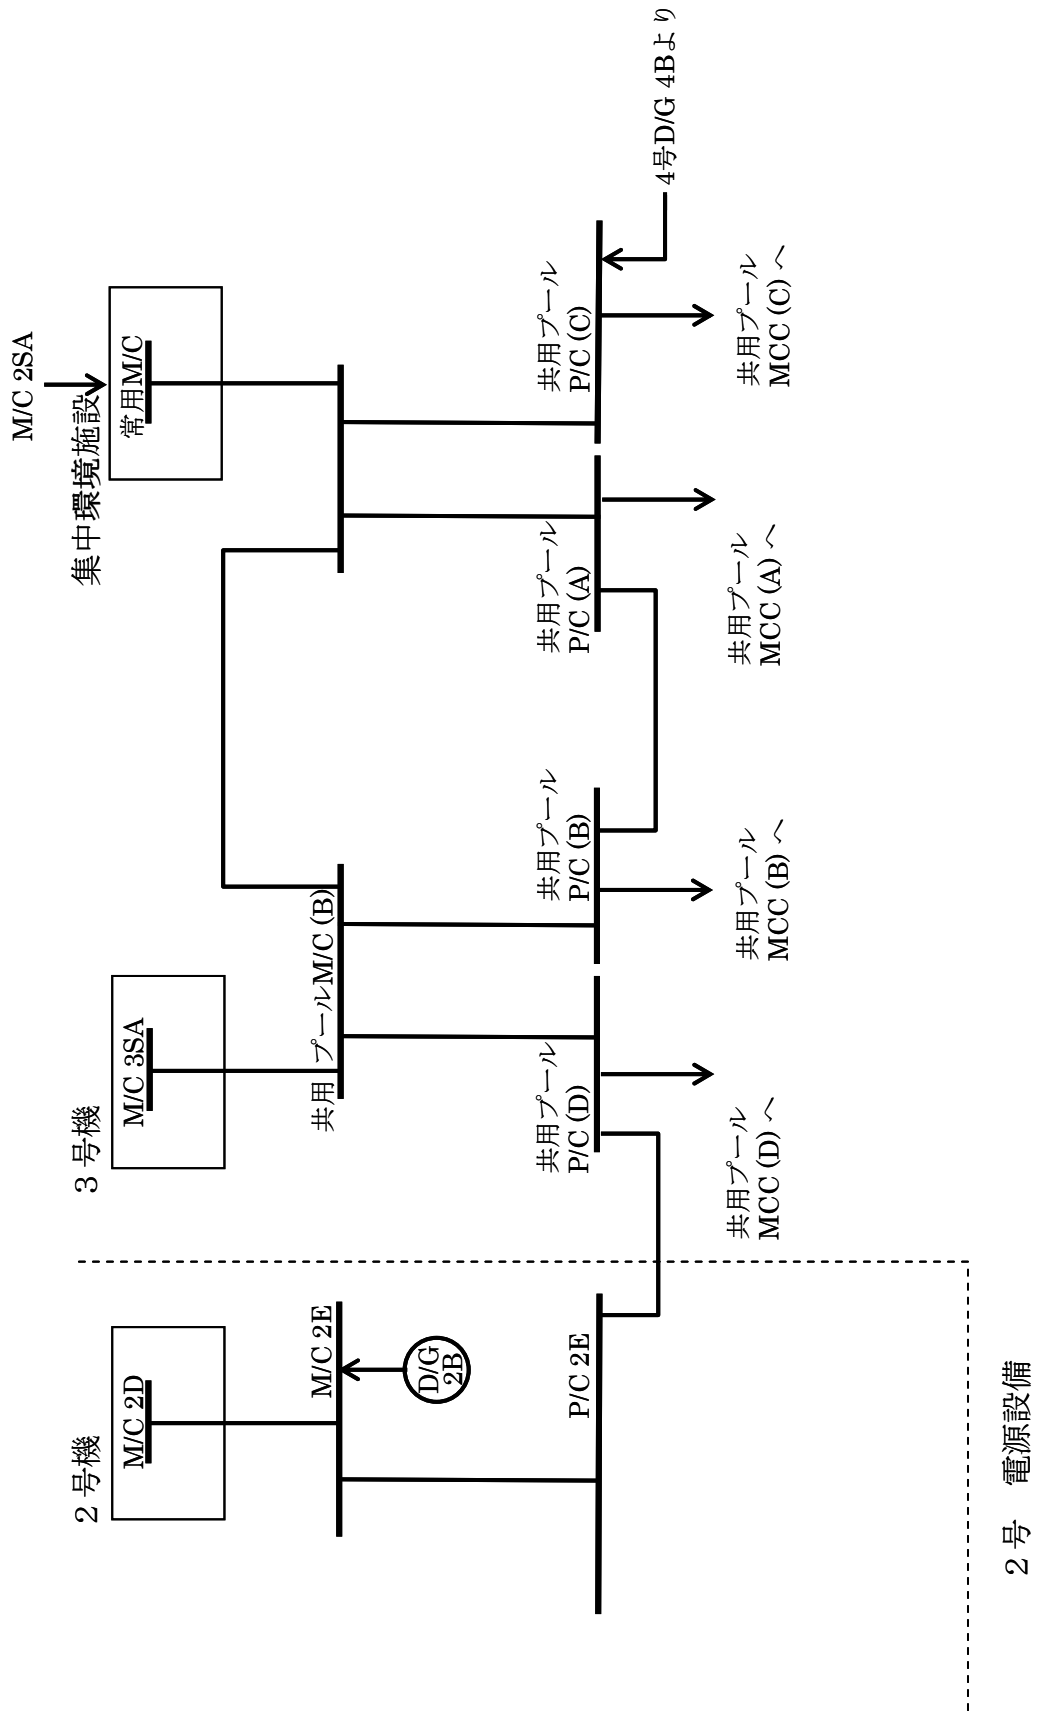 2号機
M/C 2D
3号機
M/C 3SA
集中環境施設
M/C 2SA
常用M/C
M/C 2E
共用 プールM/C (B)
D/G
2B
P/C 2E
共用プール
P/C (D)
共用プール
P/C (B)
共用プール
P/C (A)
共用プール
P/C (C)
4号D/G 4Bより
共用プール
MCC (D) へ
共用プール
MCC (B) へ
共用プール
MCC (A) へ
共用プール
MCC (C) へ
2号 電源設備